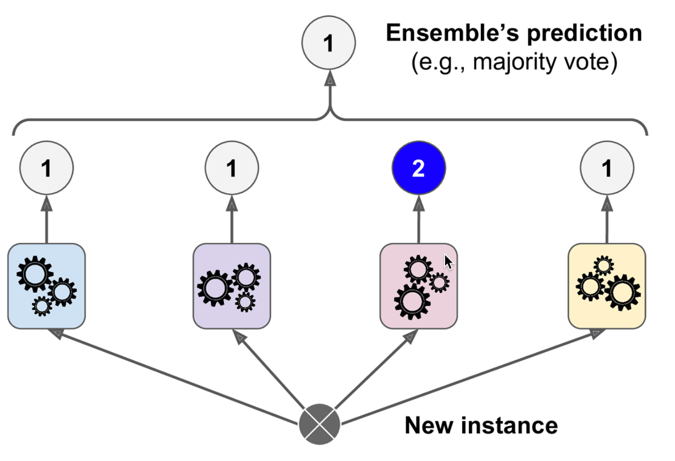 1
Ensemble's prediction
(e.g., majority vote)
1
1
2
1
New instance